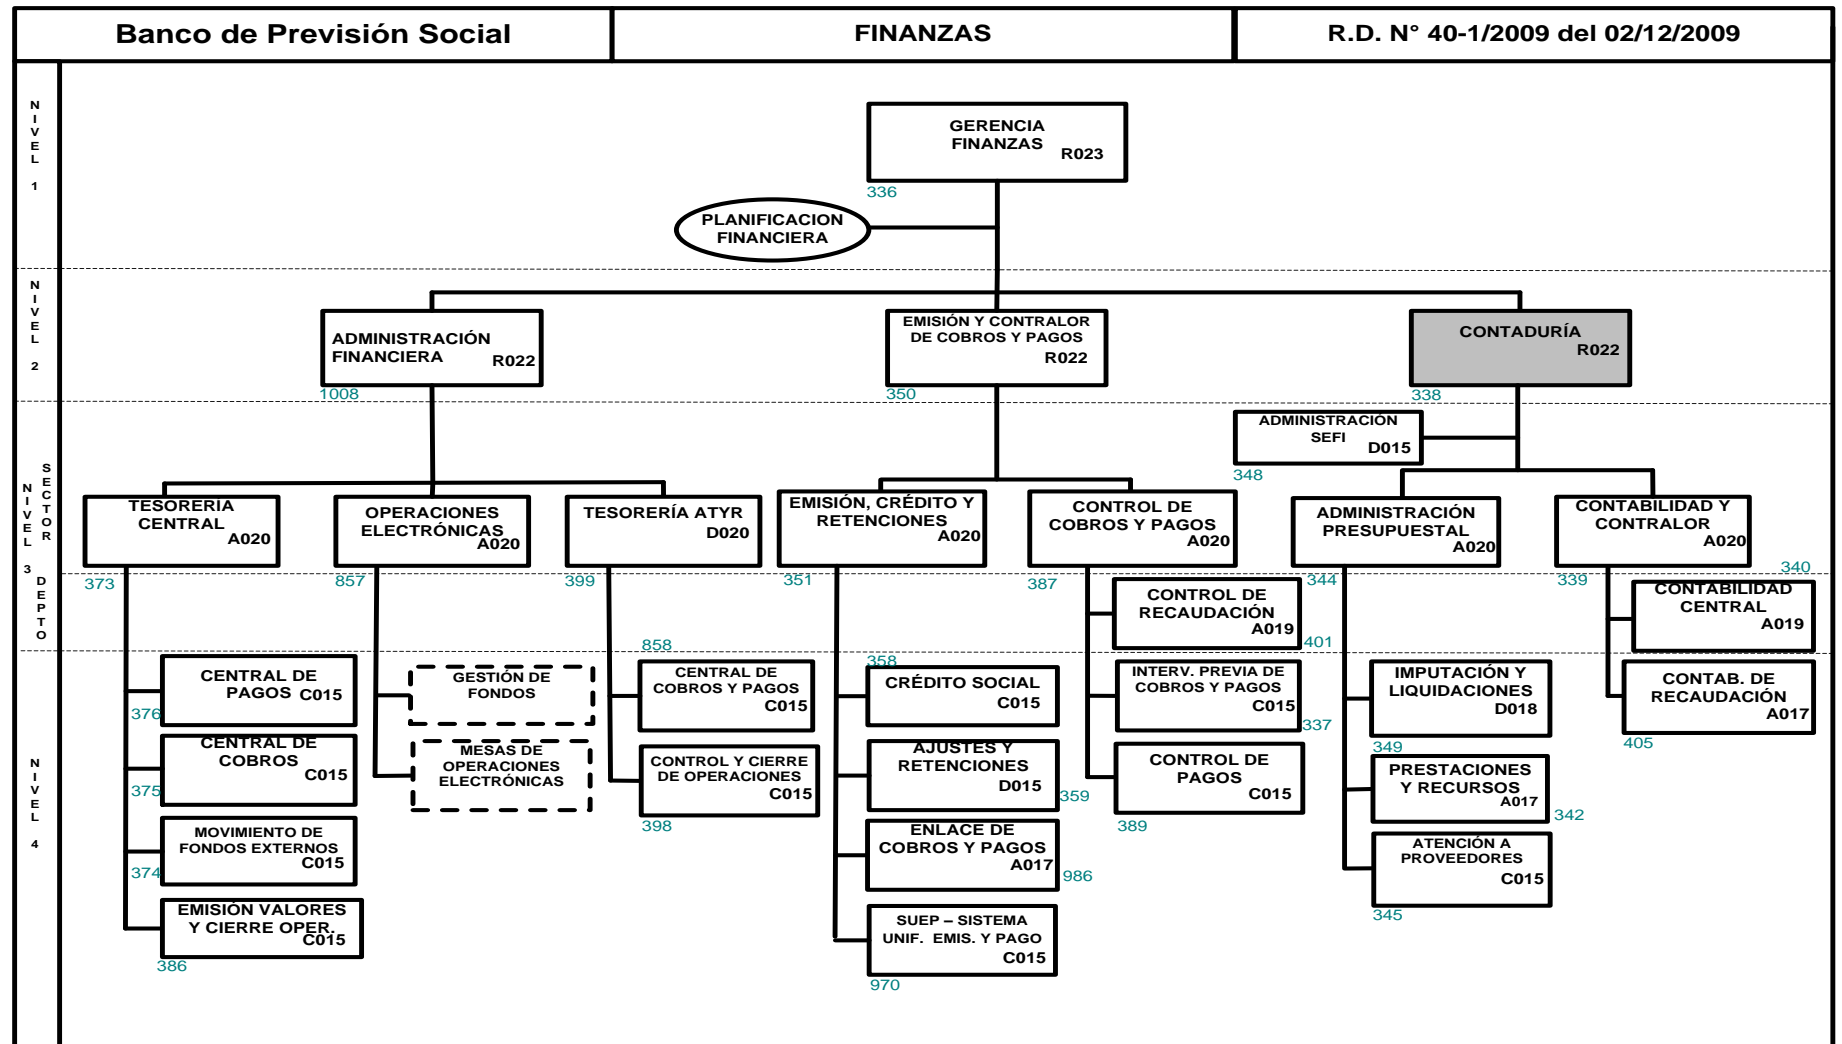 Banco de Previsión Social
FINANZAS
R.D. N° 40-1/2009 del 02/12/2009
NIVEL 1
GERENCIA
FINANZAS
R023
336
PLANIFICACION
FINANCIERA
NIVEL 2
ADMINISTRACIÓN
FINANCIERA
R022
1008
EMISIÓN Y CONTRALOR
DE COBROS Y PAGOS
R022
350
CONTADURÍA
R022
338
ADMINISTRACIÓN
SEFI
D015
348
NIVEL 3
SECTOR
DEPTO
TESORERIA
CENTRAL
A020
373
OPERACIONES
ELECTRÓNICAS
A020
857
TESORERÍA ATYR
D020
399
EMISIÓN, CRÉDITO Y
RETENCIONES
A020
351
CONTROL DE
COBROS Y PAGOS
A020
387
ADMINISTRACIÓN
PRESUPUESTAL
A020
344
CONTABILIDAD Y
CONTRALOR
A020
339
340
CONTROL DE
RECAUDACIÓN
A019
401
CONTABILIDAD
CENTRAL
A019
NIVEL 4
CENTRAL DE
PAGOS
C015
376
CENTRAL DE
COBROS
C015
375
MOVIMIENTO DE
FONDOS EXTERNOS
C015
374
EMISIÓN VALORES
Y CIERRE OPER.
C015
386
GESTIÓN DE
FONDOS
MESAS DE
OPERACIONES
ELECTRÓNICAS
858
CENTRAL DE
COBROS Y PAGOS
C015
CONTROL Y CIERRE
DE OPERACIONES
C015
398
358
CRÉDITO SOCIAL
C015
AJUSTES Y
RETENCIONES
D015
359
ENLACE DE
COBROS Y PAGOS
A017
986
SUEP – SISTEMA
UNIF. EMIS. Y PAGO
C015
970
INTERV. PREVIA DE
COBROS Y PAGOS
C015
337
CONTROL DE
PAGOS
C015
389
IMPUTACIÓN Y
LIQUIDACIONES
D018
349
PRESTACIONES
Y RECURSOS
A017
342
ATENCIÓN A
PROVEEDORES
C015
345
CONTAB. DE
RECAUDACIÓN
A017
405